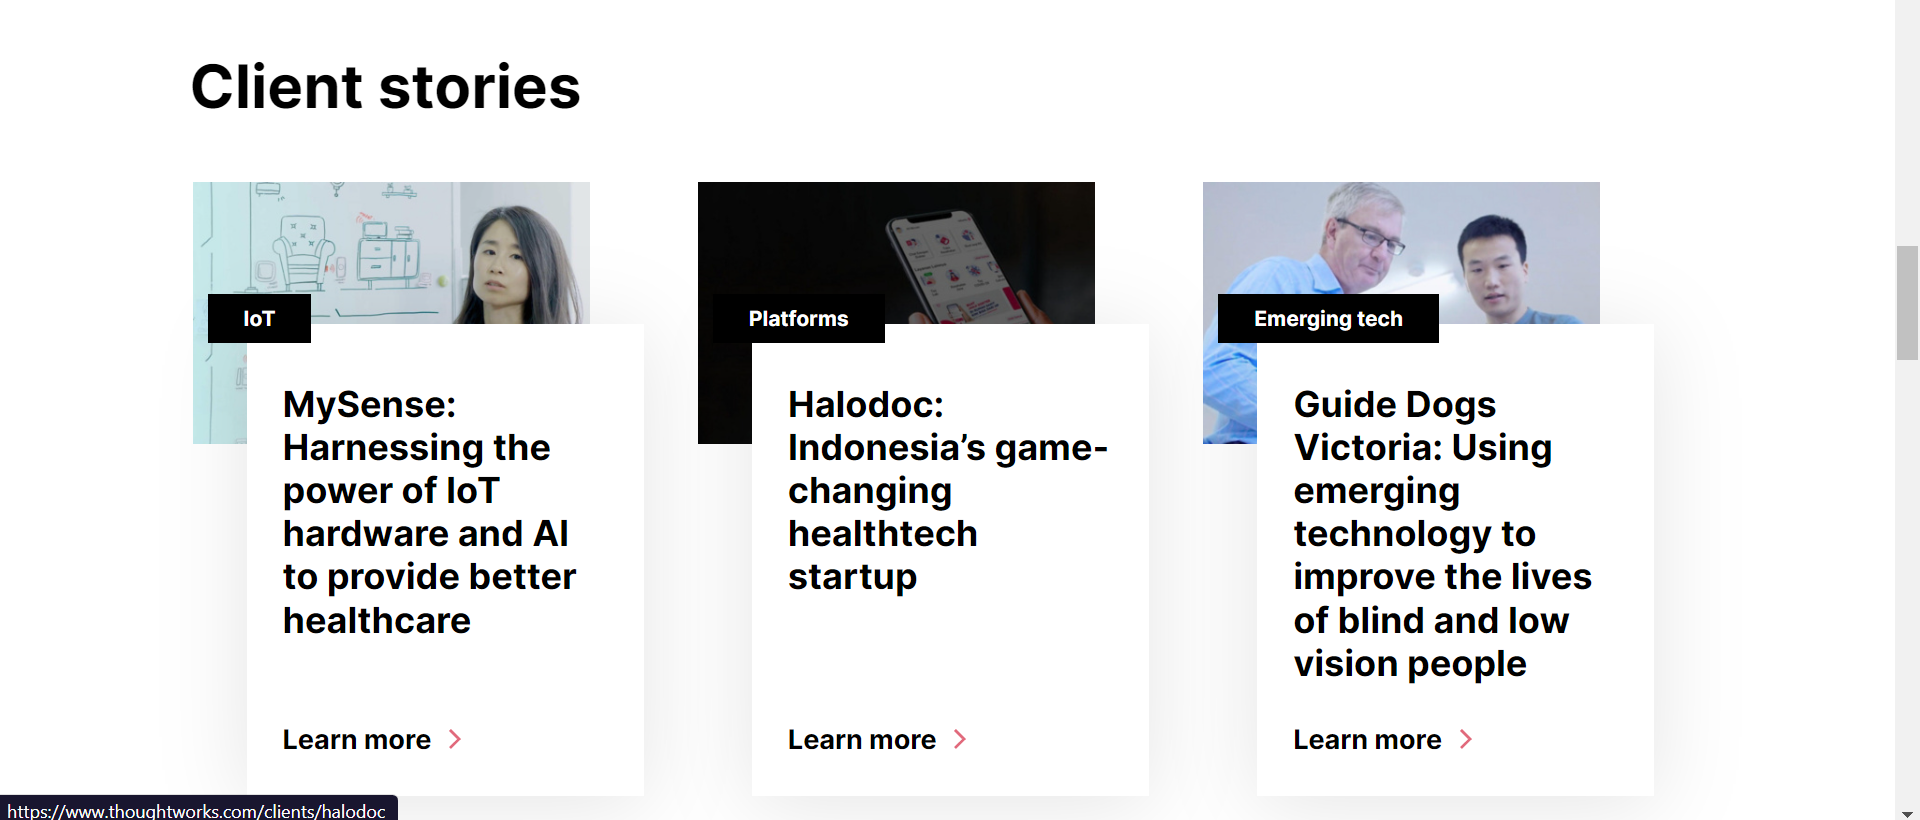 Client stories
IoT
MySense:
Harnessing the
power of IoT
hardware and AI
to provide better
healthcare
Learn more
Platforms
Halodoc:
Indonesia’s game-
changing
healthtech
startup
Learn more
Emerging tech
Guide Dogs
Victoria: Using
emerging
technology to
improve the lives
of blind and low
vision people
Learn more
https://www.thoughtworks.com/clients/halodoc